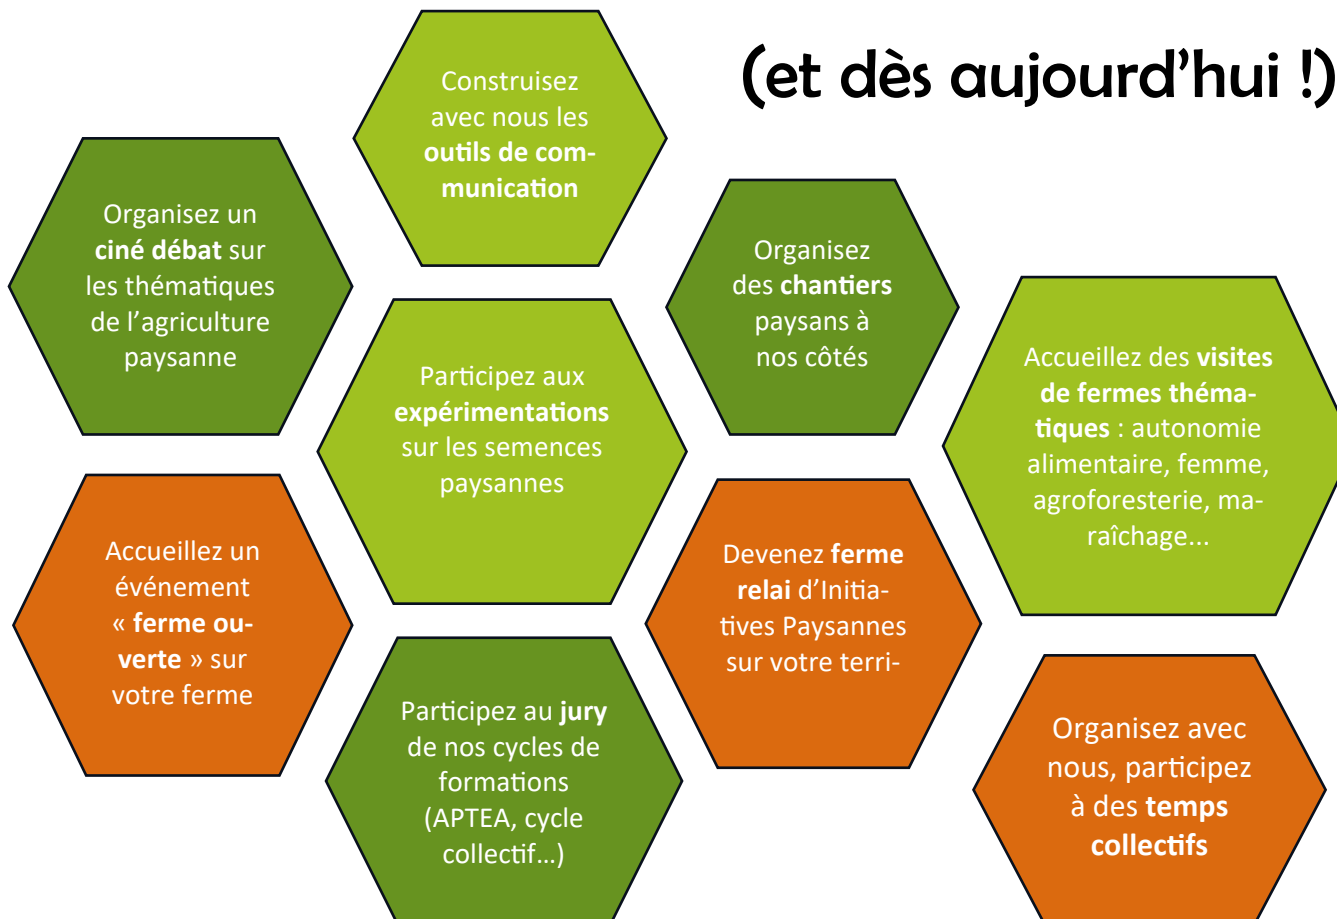 (et dès aujourd’hui !)
Construisez
avec nous les
outils de com-
munication
Organisez un
ciné débat sur
les thématiques
de l’agriculture
paysanne
Organisez
des chantiers
paysans à
nos côtés
Participez aux
expérimentations
sur les semences
paysannes
Accueillez des visites
de fermes théma-
tiques : autonomie
alimentaire, femme,
agroforesterie, ma-
raîchage...
Accueillez un
événement
« ferme ou-
verte » sur
votre ferme
Devenez ferme
relai d’Initia-
tives Paysannes
sur votre terri-
Participez au jury
de nos cycles de
formations
(APTEA, cycle
collectif…)
Organisez avec
nous, participez
à des temps
collectifs